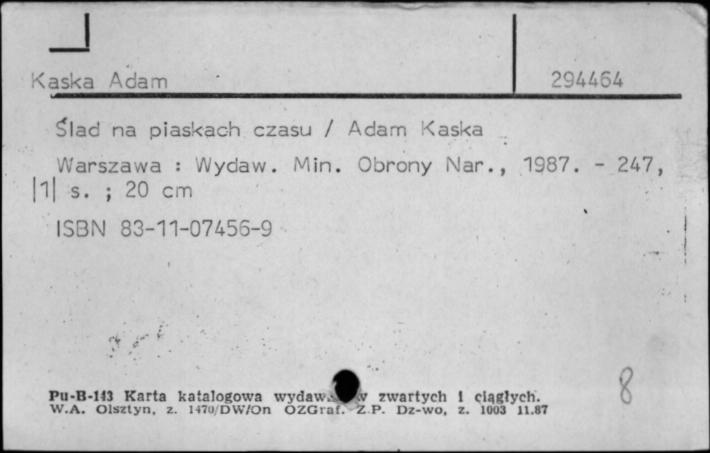 Kaska Adam 294464
Ślad na piaskach czasu / Adam Kaska
Warszawa : Wydaw. Min. Obrony Nar., 1987. - 247,
|1| s. ; 20 cm
ISBN 83-11-07456-9
8
Pu-B-143 Karta katalogowa zwartych i ciągłych.
W.A. Olsztyn, z. 1470/DW/On OZGraf. Z.P. Dz-wo, z. 1003 11.87